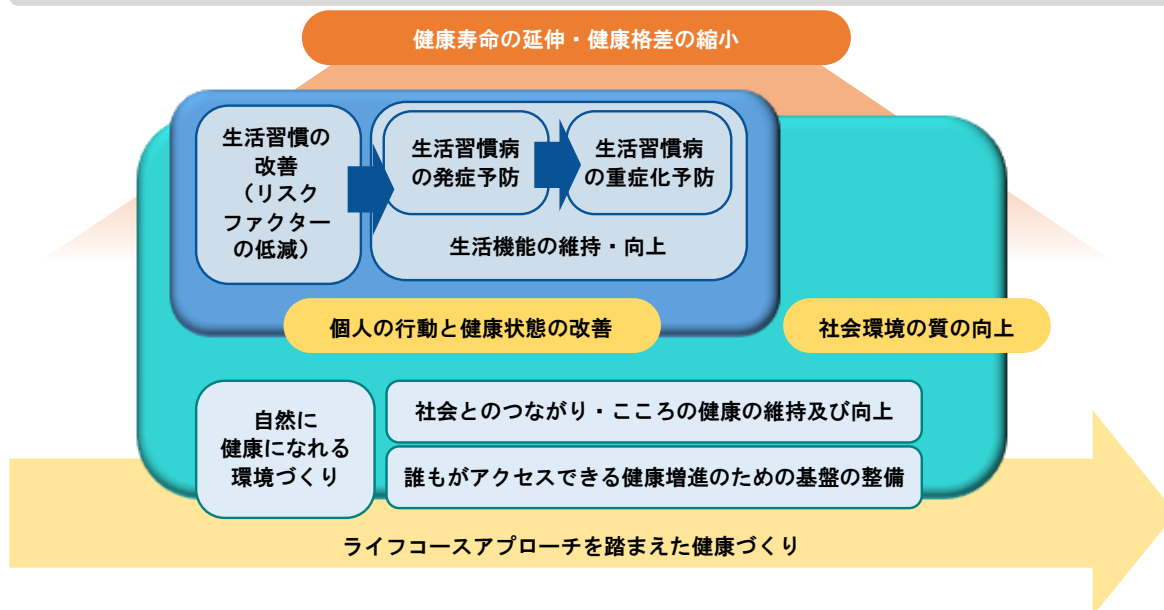 健康寿命の延伸・健康格差の縮小
生活習慣の
改善
（リスク
ファクター
の低減）
生活習慣病
の発症予防
生活習慣病
の重症化予防
生活機能の維持・向上
個人の行動と健康状態の改善
社会環境の質の向上
自然に
健康になれる
環境づくり
社会とのつながり・こころの健康の維持及び向上
誰もがアクセスできる健康増進のための基盤の整備
ライフコースアプローチを踏まえた健康づくり